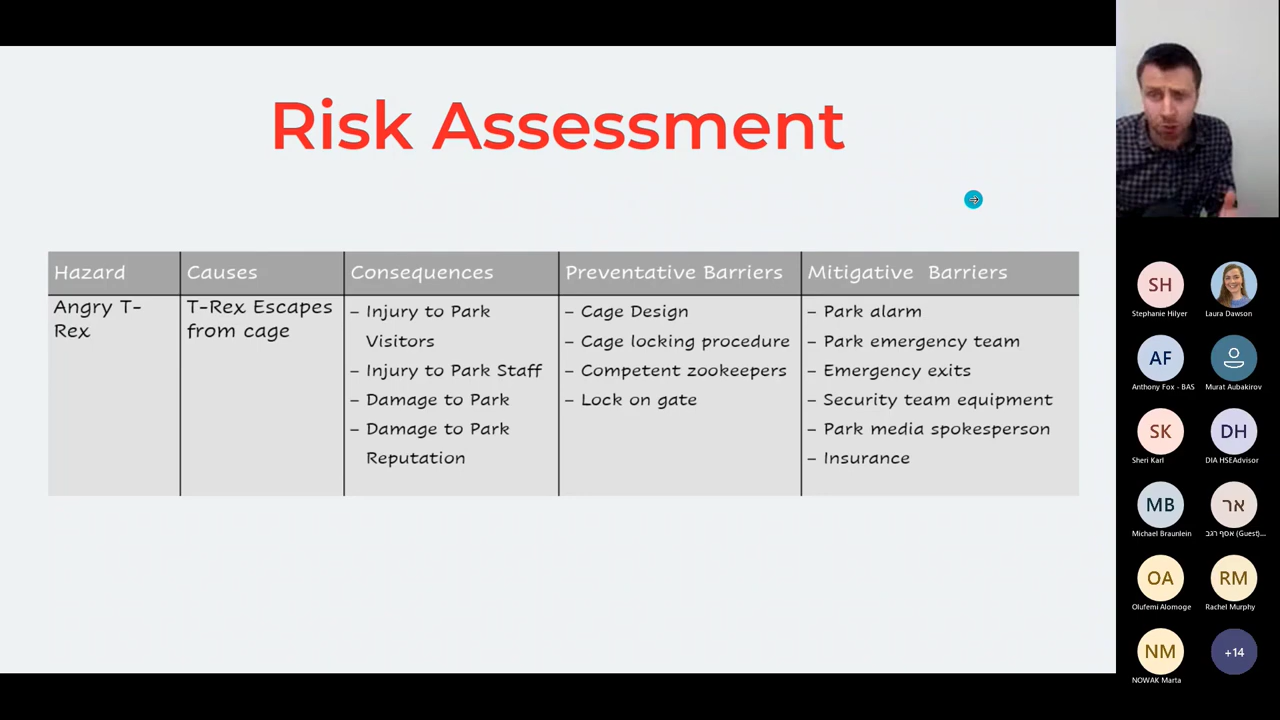 Risk Assessment
Hazard
Causes
Consequences
Preventative Barriers
Mitigative Barriers
Angry T-
Rex
T-Rex Escapes
from cage
– Injury to Park
Visitors
– Injury to Park Staff
– Damage to Park
– Damage to Park
Reputation
– Cage Design
– Cage locking procedure
– Competent zookeepers
– Lock on gate
– Park alarm
– Park emergency team
– Emergency exits
– Security team equipment
– Park media spokesperson
– Insurance
SH
Stephanie Hilyer
Laura Dawson
AF
Anthony Fox - BAS
Murat Aubakirov
SK
Sheri Karl
DH
DIA HSEAdvisor
MB
Michael Braunlein
אר
אסף רגב (Guest)...
OA
Olufemi Alomoge
RM
Rachel Murphy
NM
NOWAK Marta
+14